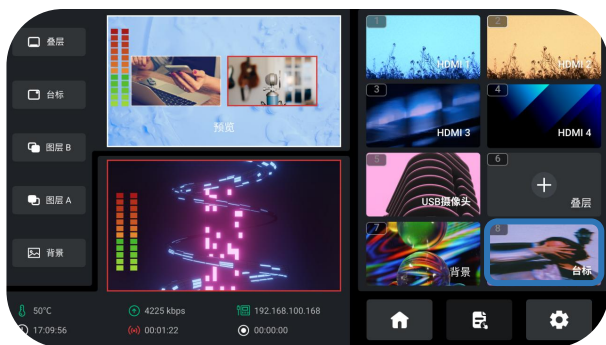 叠层
台标
图层 B
图层 A
背景
预览
50°C
4225 kbps
192.168.100.168
17:09:56
00:01:22
00:00:00
1
HDMI 1
2
HDMI 2
3
HDMI 3
4
HDMI 4
5
USB摄像头
6
叠层
7
背景
8
台标